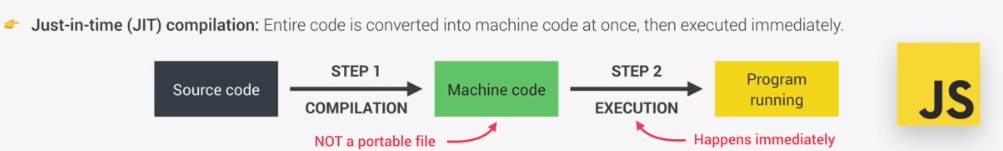 Just-in-time (JIT) compilation: Entire code is converted into machine code at once, then executed immediately.
Source code
STEP 1
COMPILATION
Machine code
STEP 2
EXECUTION
Program
running
JS
NOT a portable file
Happens immediately